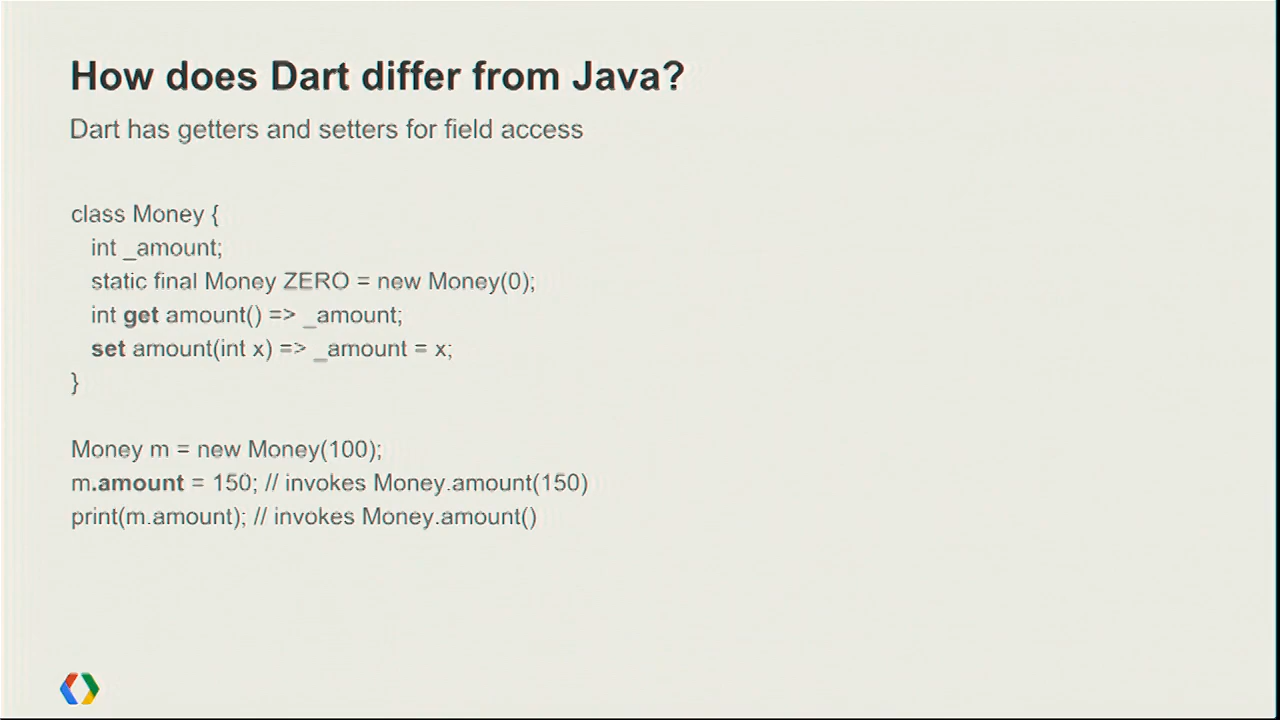 How does Dart differ from Java?
Dart has getters and setters for field access
class Money {
int _amount;
static final Money ZERO = new Money(0);
int get amount() => _amount;
set amount(int x) => _amount = x;
}
Money m = new Money(100);
m.amount = 150; // invokes Money.amount(150)
print(m.amount); // invokes Money.amount()